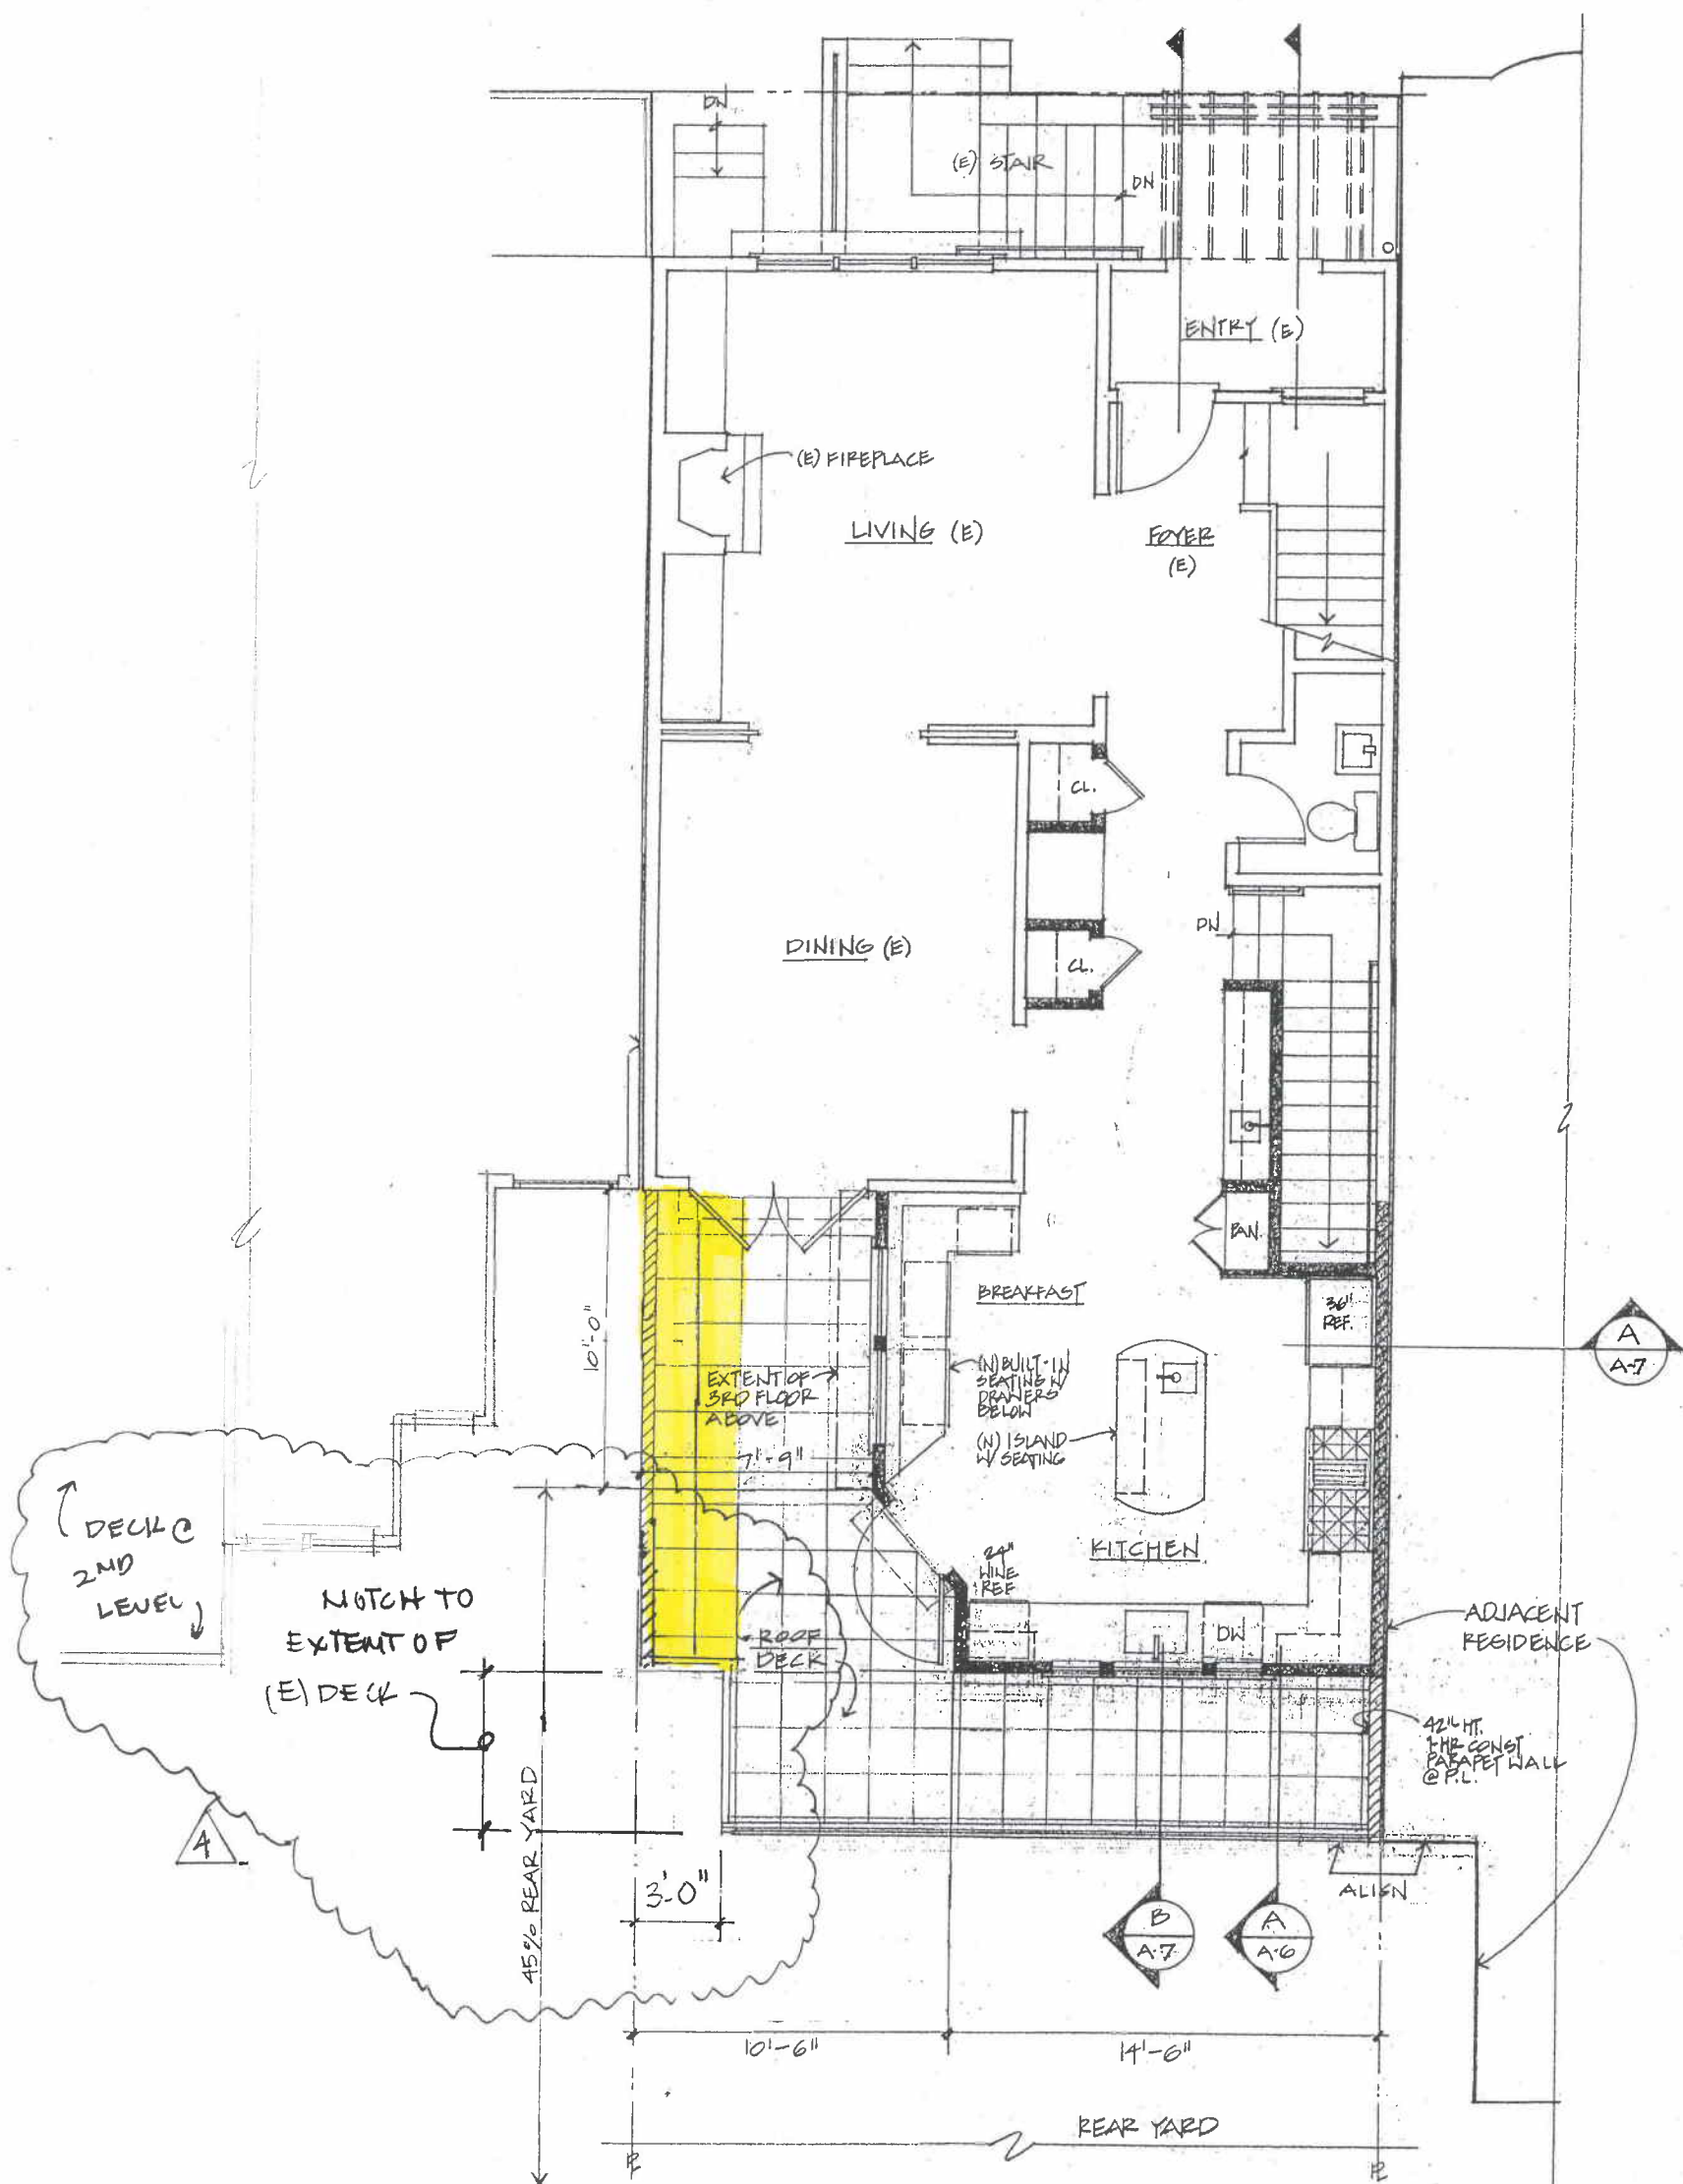 DN
(E) STAIR
DN
ENTRY (E)
(E) FIREPLACE
LIVING (E)
FOYER
(E)
CL.
DN
DINING (E)
CL.
PAN.
BREAKFAST
36"
REF.
A
A-7
10'-0"
EXTENT OF
3RD FLOOR
ABOVE
(N) BUILT-IN
SEATING W/
DRAWERS
BELOW
(N) ISLAND
W/ SEATING
7'-9"
DECK @
2ND
LEVEL
KITCHEN
24"
WINE
REF
NOTCH TO
EXTENT OF
(E) DECK
ROOF
DECK
DW
ADJACENT
RESIDENCE
42" HT.
1-HR CONST
PARAPET WALL
@ P.L.
4
45% REAR YARD
3'-0"
ALIGN
B
A-7
A
A-6
10'-6"
14'-6"
REAR YARD
PL
PL